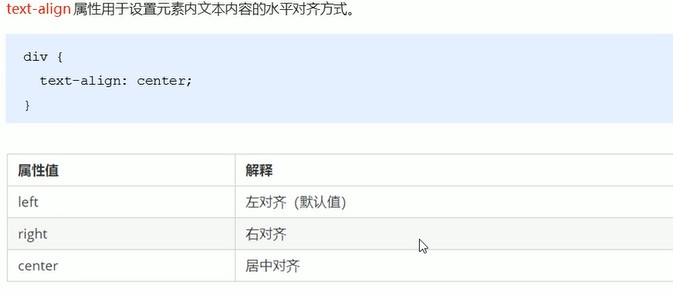 text-align 属性用于设置元素内文本内容的水平对齐方式。
div {
  text-align: center;
}
属性值 解释
left 左对齐（默认值）
right 右对齐
center 居中对齐